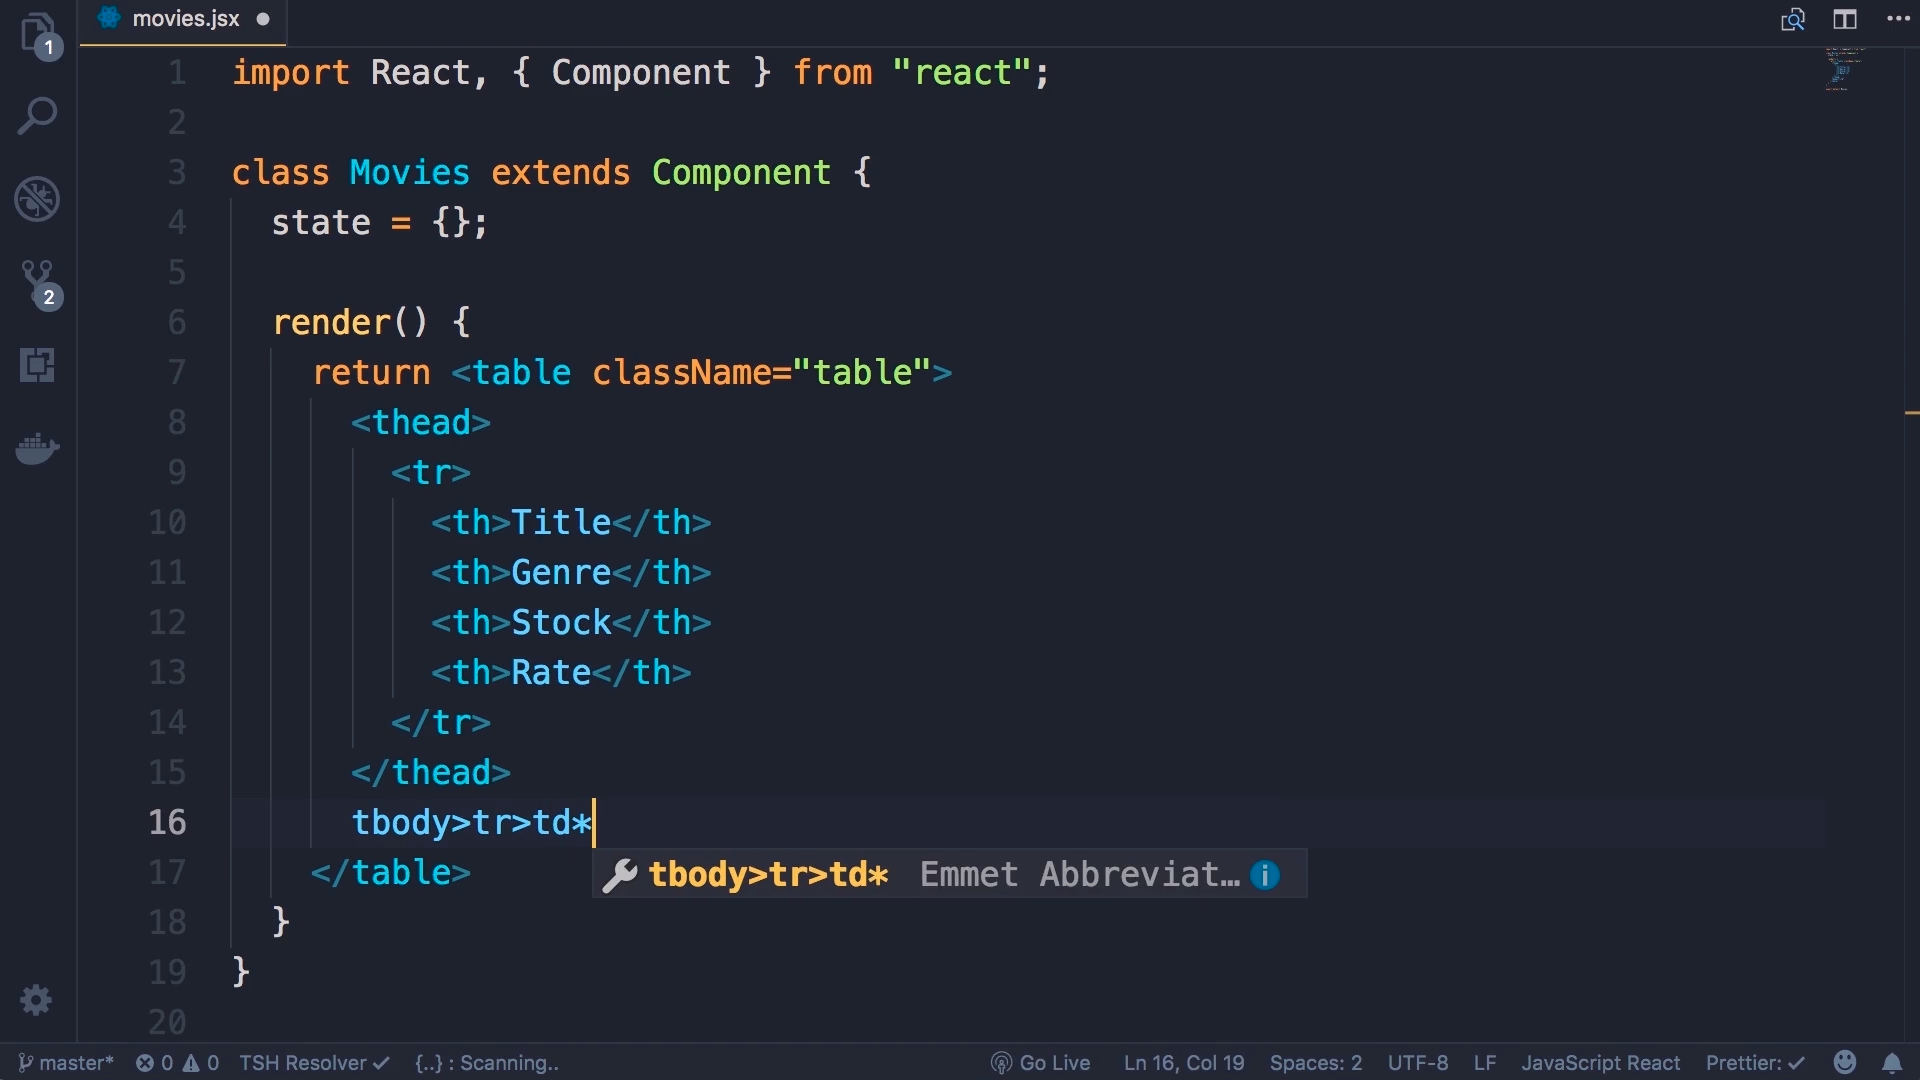 movies.jsx
1
1 import React, { Component } from "react";
2
3 class Movies extends Component {
4 state = {};
5
2
6 render() {
7 return <table className="table">
8 <thead>
9 <tr>
10 <th>Title</th>
11 <th>Genre</th>
12 <th>Stock</th>
13 <th>Rate</th>
14 </tr>
15 </thead>
16 tbody>tr>td*
17 </table>
tbody>tr>td* Emmet Abbreviat…
18 }
19 }
20
master* 0 0 TSH Resolver ✓ {..} : Scanning.. Go Live Ln 16, Col 19 Spaces: 2 UTF-8 LF JavaScript React Prettier: ✓